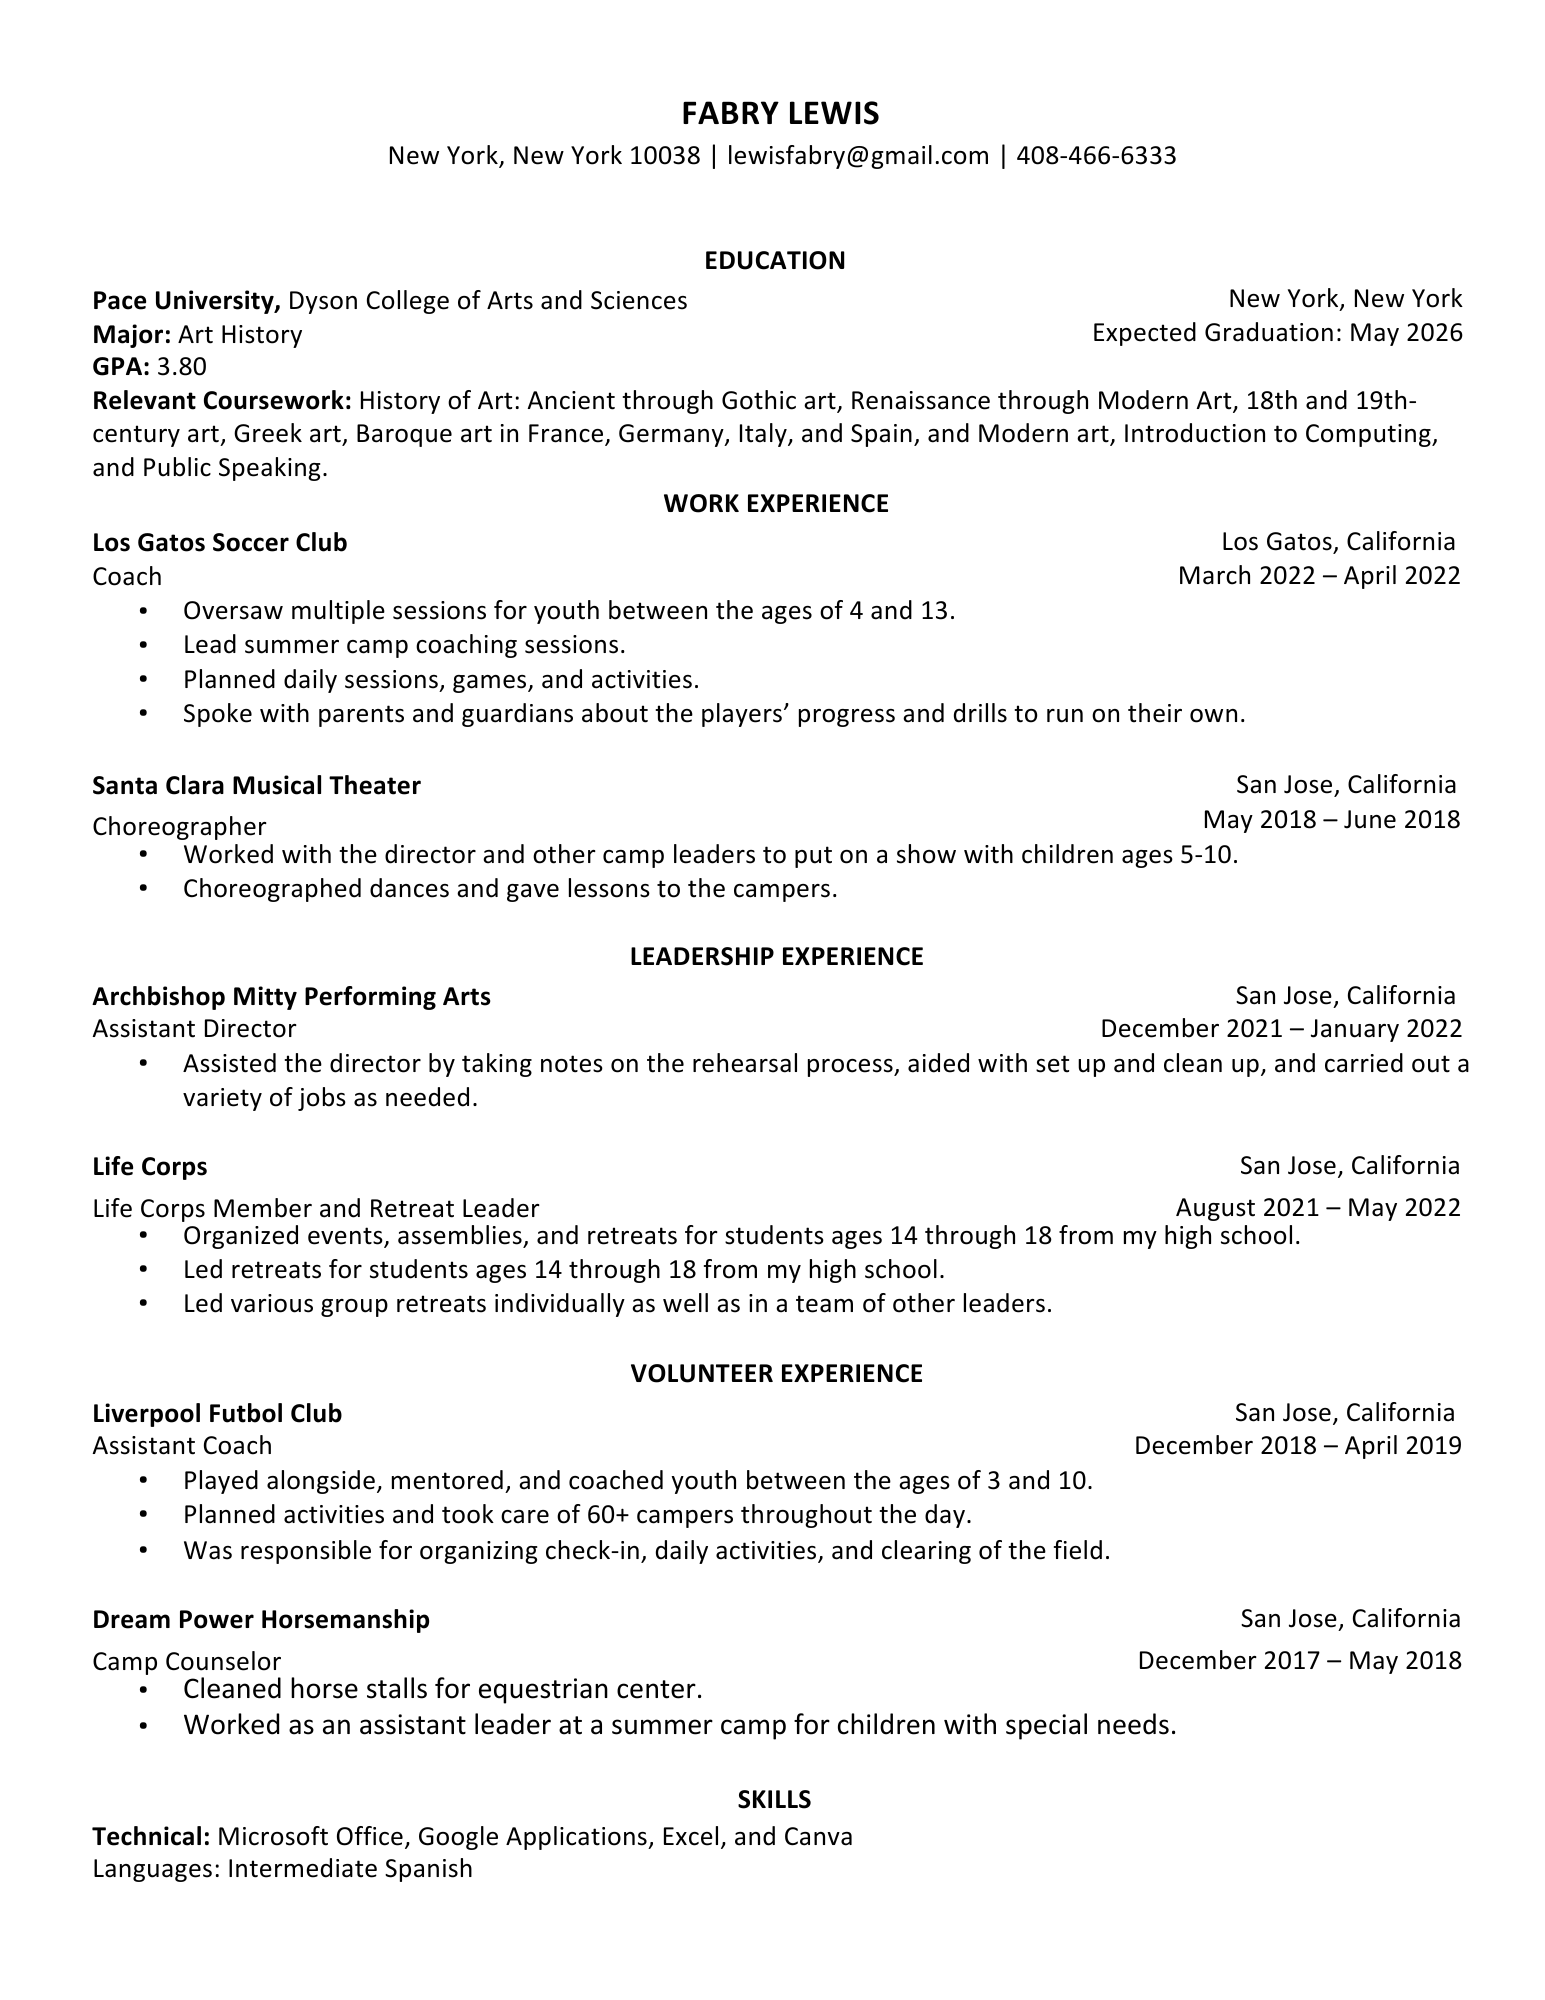 FABRY LEWIS
New York, New York 10038 | lewisfabry@gmail.com | 408-466-6333
EDUCATION
Pace University, Dyson College of Arts and Sciences New York, New York
Major: Art History Expected Graduation: May 2026
GPA: 3.80
Relevant Coursework: History of Art: Ancient through Gothic art, Renaissance through Modern Art, 18th and 19th-
century art, Greek art, Baroque art in France, Germany, Italy, and Spain, and Modern art, Introduction to Computing,
and Public Speaking.
WORK EXPERIENCE
Los Gatos Soccer Club Los Gatos, California
Coach March 2022 – April 2022
• Oversaw multiple sessions for youth between the ages of 4 and 13.
• Lead summer camp coaching sessions.
• Planned daily sessions, games, and activities.
• Spoke with parents and guardians about the players’ progress and drills to run on their own.
Santa Clara Musical Theater San Jose, California
Choreographer May 2018 – June 2018
• Worked with the director and other camp leaders to put on a show with children ages 5-10.
• Choreographed dances and gave lessons to the campers.
LEADERSHIP EXPERIENCE
Archbishop Mitty Performing Arts San Jose, California
Assistant Director December 2021 – January 2022
• Assisted the director by taking notes on the rehearsal process, aided with set up and clean up, and carried out a
variety of jobs as needed.
Life Corps San Jose, California
Life Corps Member and Retreat Leader August 2021 – May 2022
• Organized events, assemblies, and retreats for students ages 14 through 18 from my high school.
• Led retreats for students ages 14 through 18 from my high school.
• Led various group retreats individually as well as in a team of other leaders.
VOLUNTEER EXPERIENCE
Liverpool Futbol Club San Jose, California
Assistant Coach December 2018 – April 2019
• Played alongside, mentored, and coached youth between the ages of 3 and 10.
• Planned activities and took care of 60+ campers throughout the day.
• Was responsible for organizing check-in, daily activities, and clearing of the field.
Dream Power Horsemanship San Jose, California
Camp Counselor December 2017 – May 2018
• Cleaned horse stalls for equestrian center.
• Worked as an assistant leader at a summer camp for children with special needs.
SKILLS
Technical: Microsoft Office, Google Applications, Excel, and Canva
Languages: Intermediate Spanish